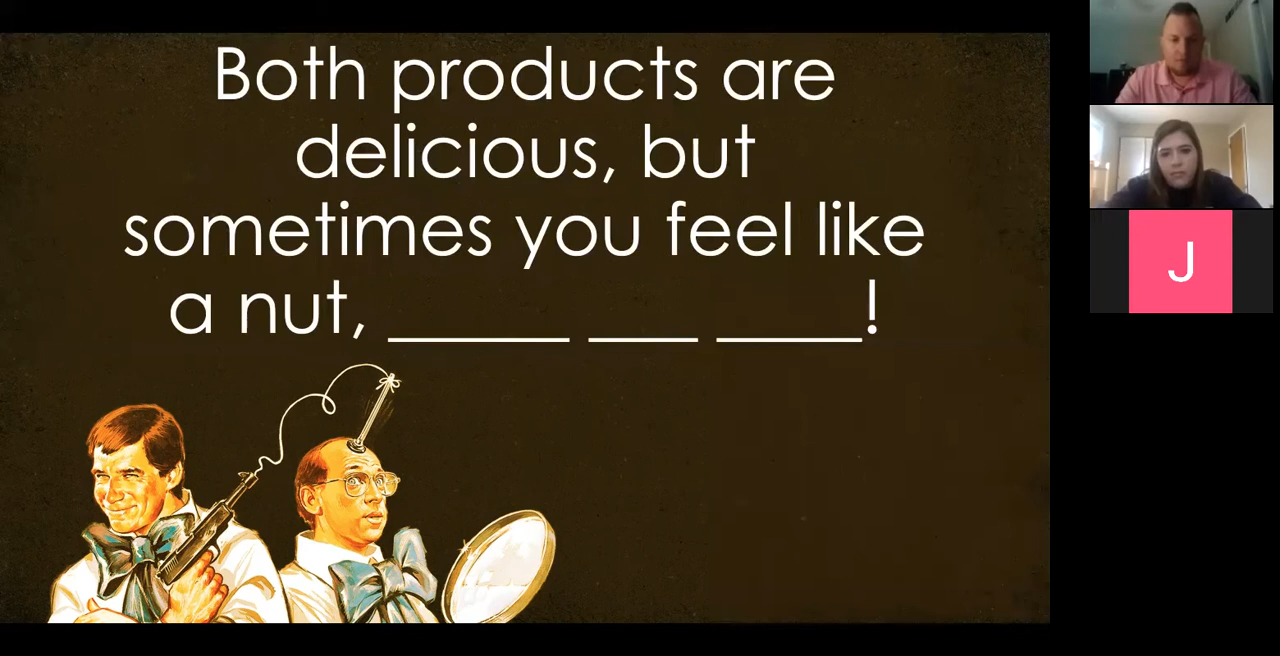 Both products are
delicious, but
sometimes you feel like
a nut, _____ ___ ____!
J